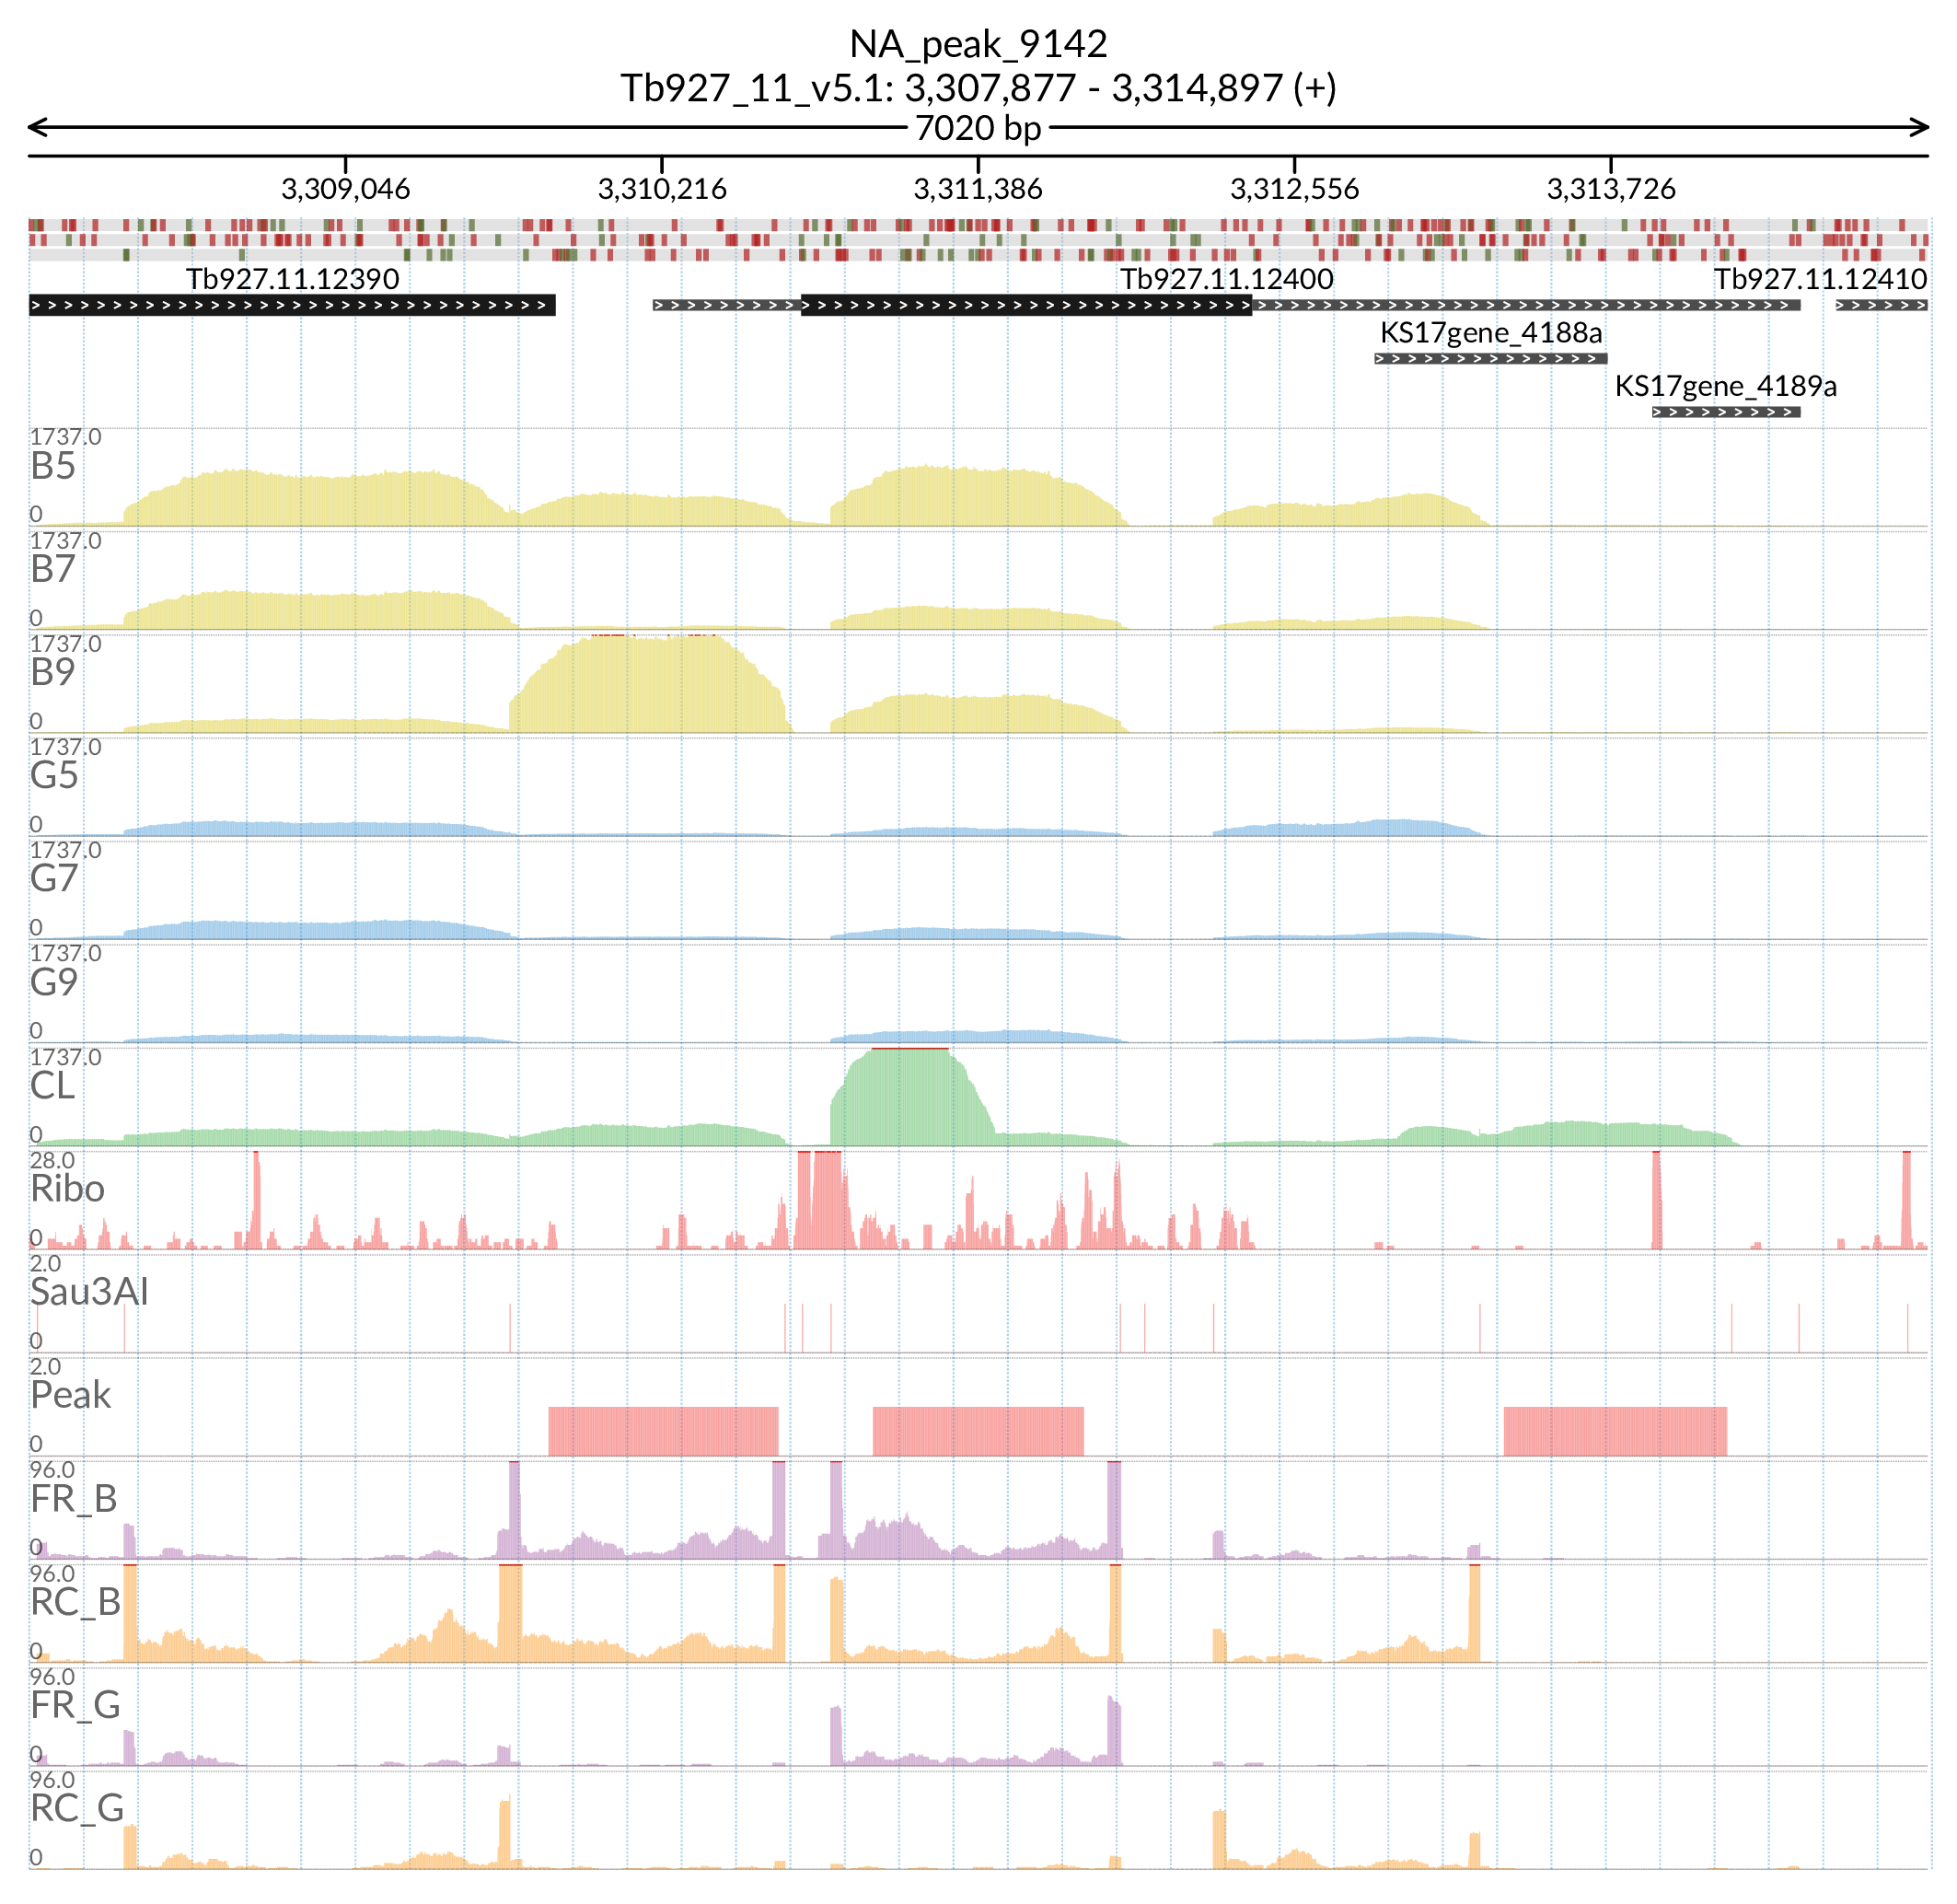 NA_peak_9142
Tb927_11_v5.1: 3,307,877 - 3,314,897 (+)
7020 bp
3,309,046 3,310,216 3,311,386 3,312,556 3,313,726
Tb927.11.12390 Tb927.11.12400 Tb927.11.12410
KS17gene_4188a
KS17gene_4189a
1737.0
B5
0
1737.0
B7
0
1737.0
B9
0
1737.0
G5
0
1737.0
G7
0
1737.0
G9
0
1737.0
CL
0
28.0
Ribo
0
2.0
Sau3AI
0
2.0
Peak
0
96.0
FR_B
0
96.0
RC_B
0
96.0
FR_G
0
96.0
RC_G
0